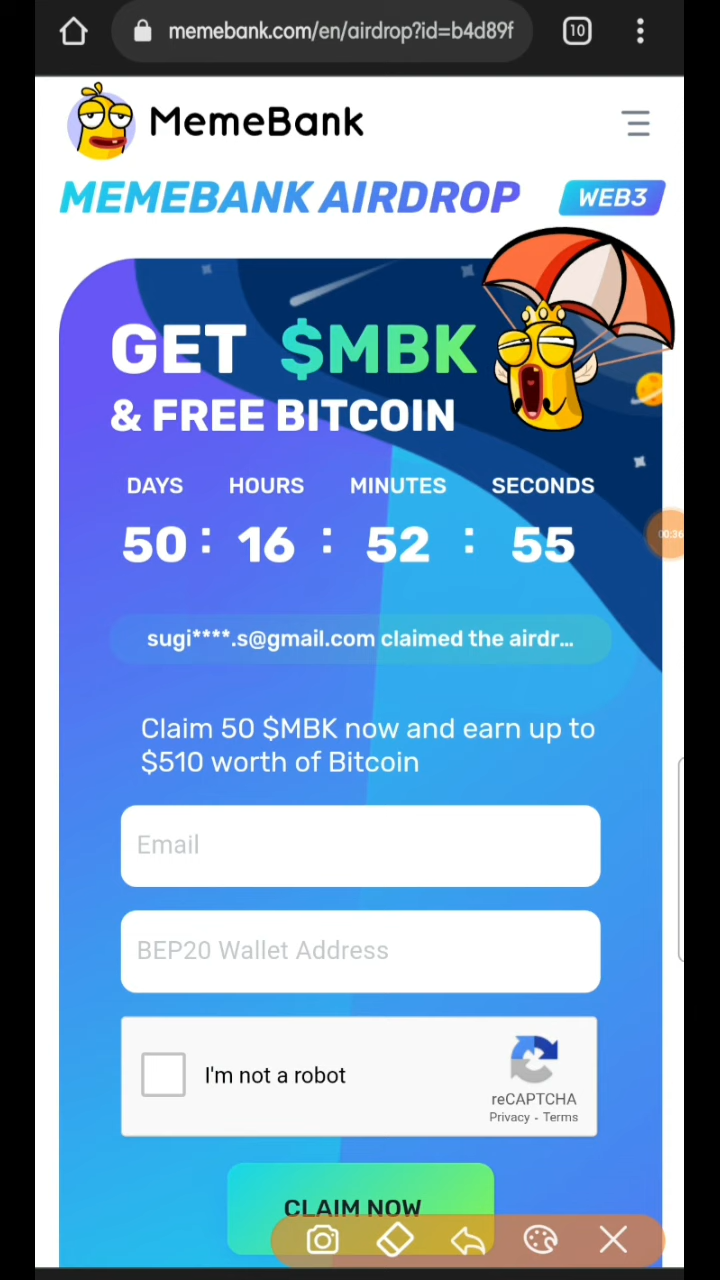 memebank.com/en/airdrop?id=b4d89f
10
MemeBank
MEMEBANK AIRDROP
WEB3
GET $MBK
& FREE BITCOIN
DAYS HOURS MINUTES SECONDS
50 : 16 : 52 : 55
00:36
sugi****.s@gmail.com claimed the airdr...
Claim 50 $MBK now and earn up to
$510 worth of Bitcoin
Email
BEP20 Wallet Address
I'm not a robot
reCAPTCHA
Privacy - Terms
CLAIM NOW